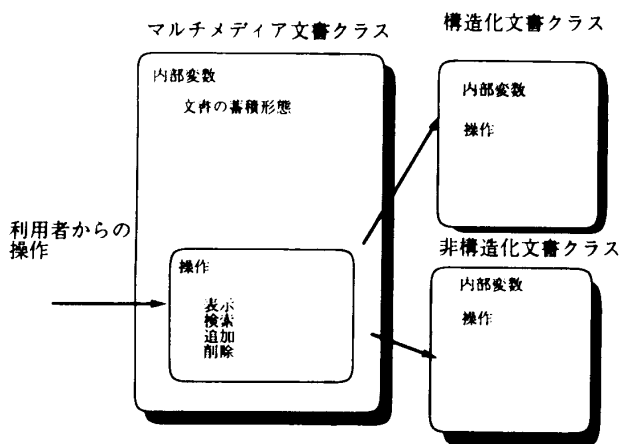 マルチメディア文書クラス
内部変数
文書の蓄積形態
利用者からの
操作
操作
表示
検索
追加
削除
構造化文書クラス
内部変数
操作
非構造化文書クラス
内部変数
操作